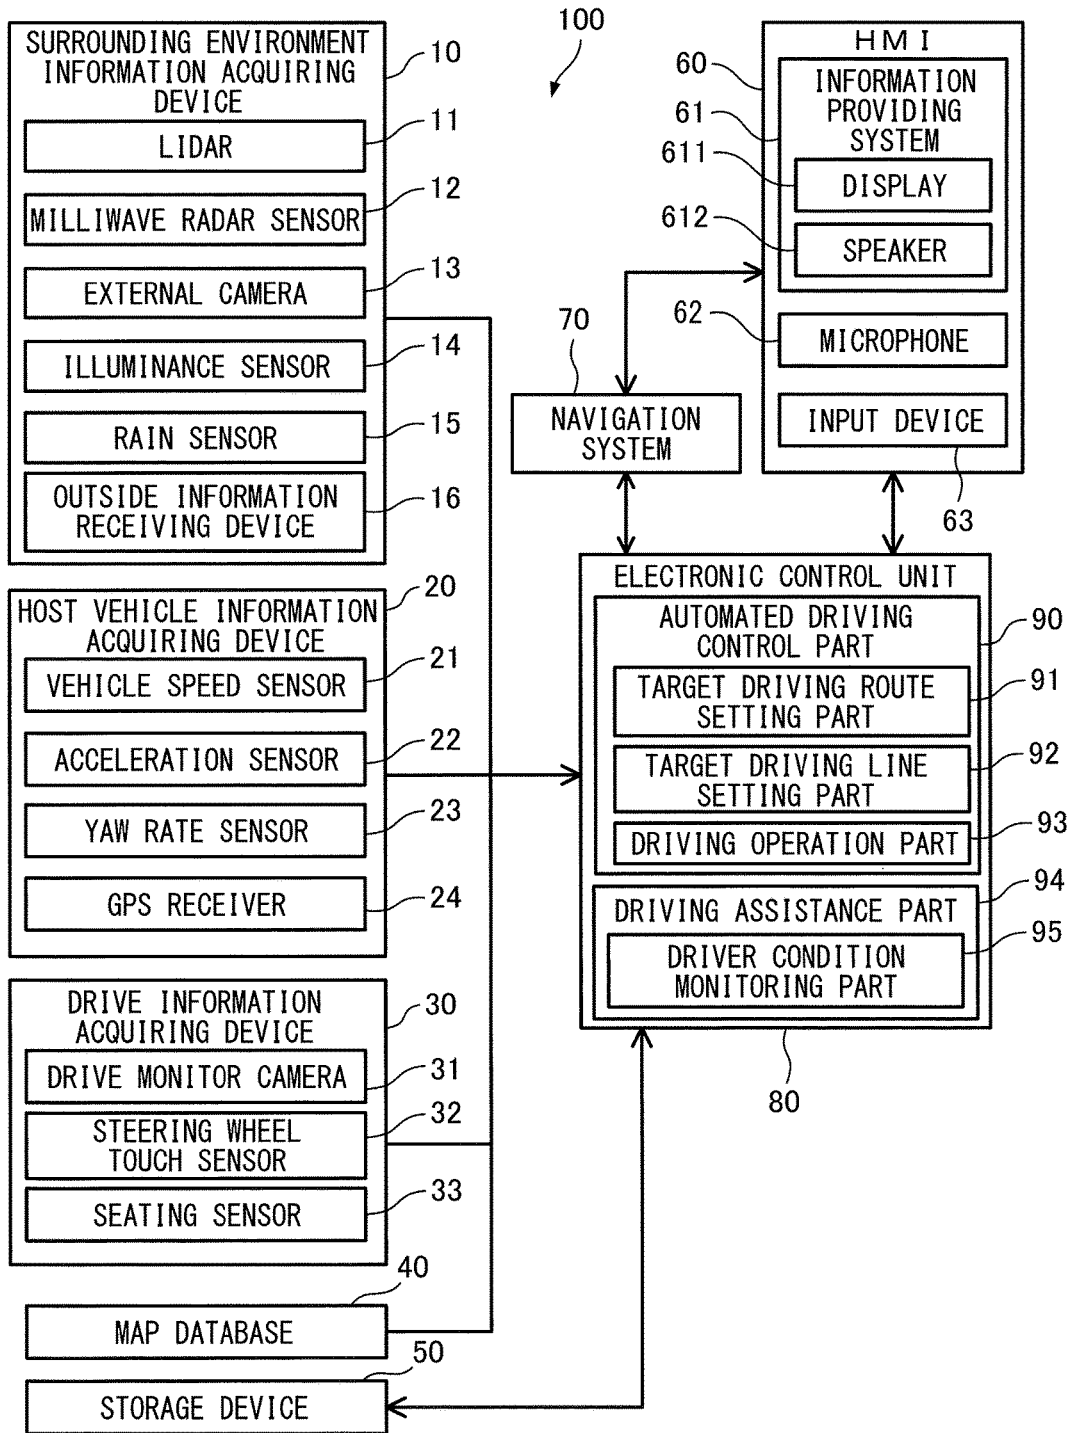 SURROUNDING ENVIRONMENT
INFORMATION ACQUIRING
DEVICE
10
LIDAR
11
MILLIWAVE RADAR SENSOR
12
EXTERNAL CAMERA
13
ILLUMINANCE SENSOR
14
RAIN SENSOR
15
OUTSIDE INFORMATION
RECEIVING DEVICE
16
HOST VEHICLE INFORMATION
ACQUIRING DEVICE
20
VEHICLE SPEED SENSOR
21
ACCELERATION SENSOR
22
YAW RATE SENSOR
23
GPS RECEIVER
24
DRIVE INFORMATION
ACQUIRING DEVICE
30
DRIVE MONITOR CAMERA
31
STEERING WHEEL
TOUCH SENSOR
32
SEATING SENSOR
33
MAP DATABASE
40
STORAGE DEVICE
50
100
HMI
60
INFORMATION
PROVIDING
SYSTEM
61
DISPLAY
611
SPEAKER
612
MICROPHONE
62
INPUT DEVICE
63
NAVIGATION
SYSTEM
70
ELECTRONIC CONTROL UNIT
AUTOMATED DRIVING
CONTROL PART
90
TARGET DRIVING ROUTE
SETTING PART
91
TARGET DRIVING LINE
SETTING PART
92
DRIVING OPERATION PART
93
DRIVING ASSISTANCE PART
94
DRIVER CONDITION
MONITORING PART
95
80